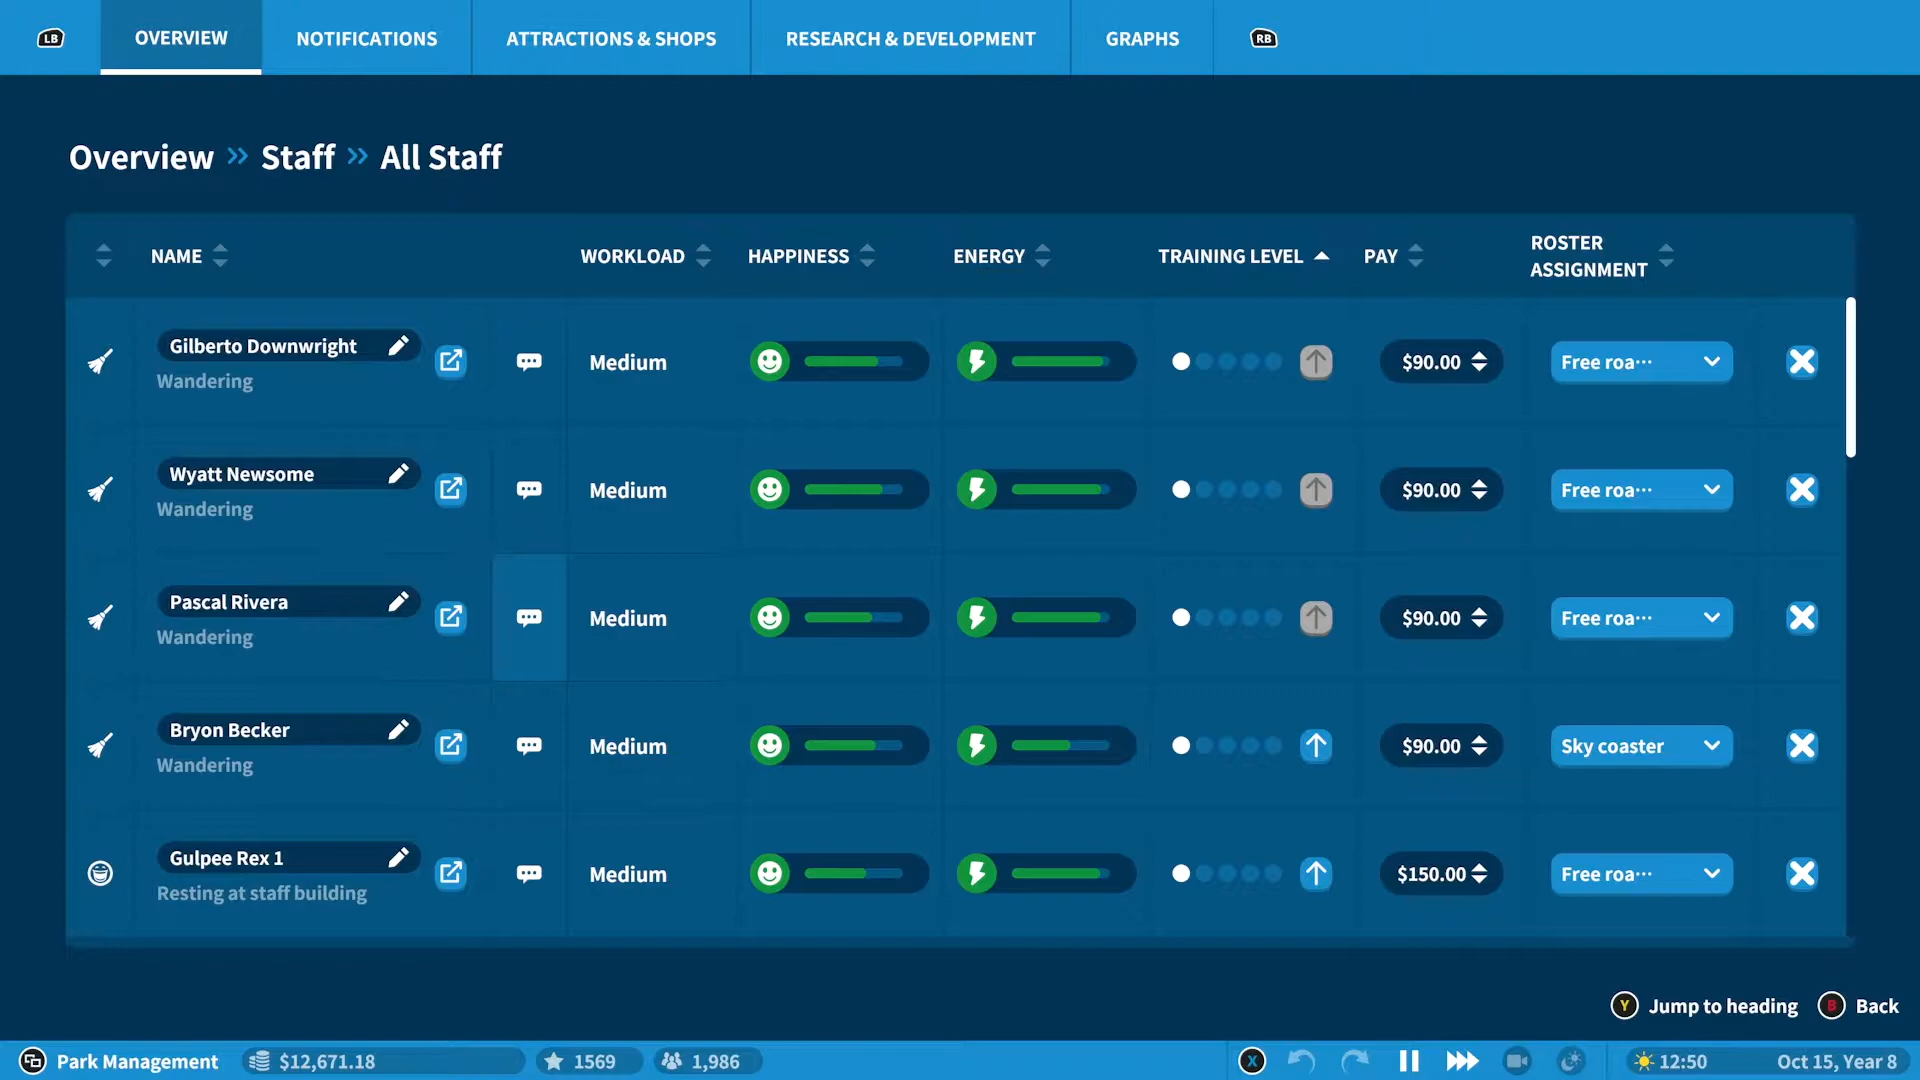 LB OVERVIEW NOTIFICATIONS ATTRACTIONS & SHOPS RESEARCH & DEVELOPMENT GRAPHS RB
Overview » Staff » All Staff
NAME WORKLOAD HAPPINESS ENERGY TRAINING LEVEL PAY ROSTER
ASSIGNMENT
Gilberto Downwright Medium $90.00 Free roa···
Wandering
Wyatt Newsome Medium $90.00 Free roa···
Wandering
Pascal Rivera Medium $90.00 Free roa···
Wandering
Bryon Becker Medium $90.00 Sky coaster
Wandering
Gulpee Rex 1 Medium $150.00 Free roa···
Resting at staff building
Y Jump to heading B Back
Park Management $12,671.18 1569 1,986 X 12:50 Oct 15, Year 8